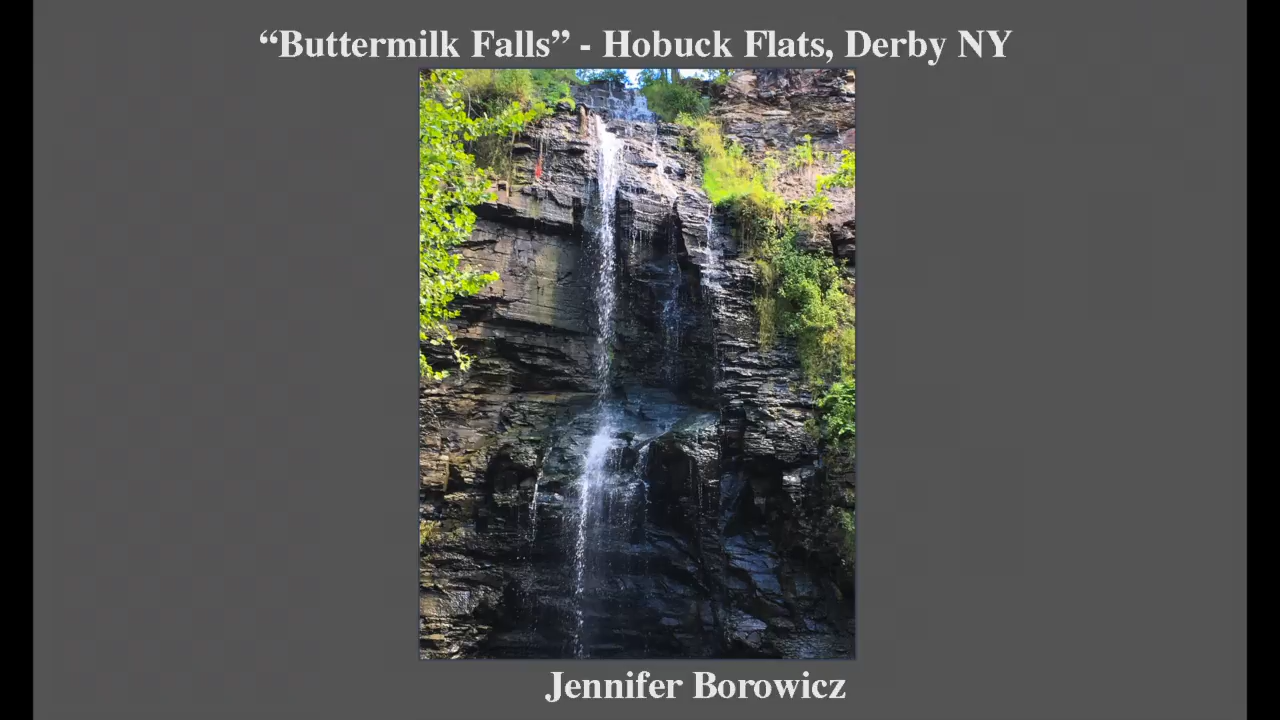 “Buttermilk Falls” - Hobuck Flats, Derby NY
Jennifer Borowicz